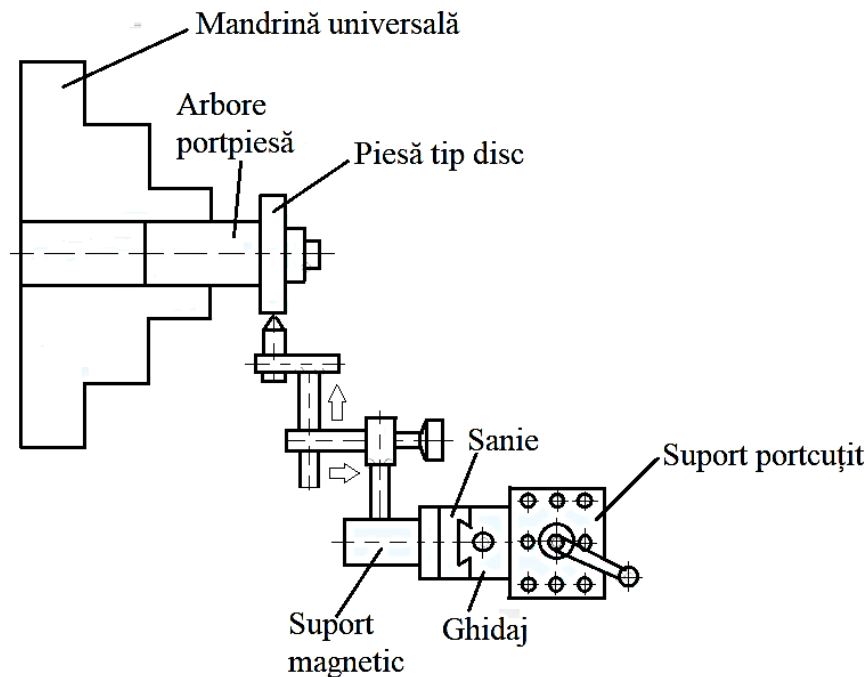 Mandrină universală
Arbore
portpiesă
Piesă tip disc
Sanie
Suport portcuțit
Suport
magnetic
Ghidaj